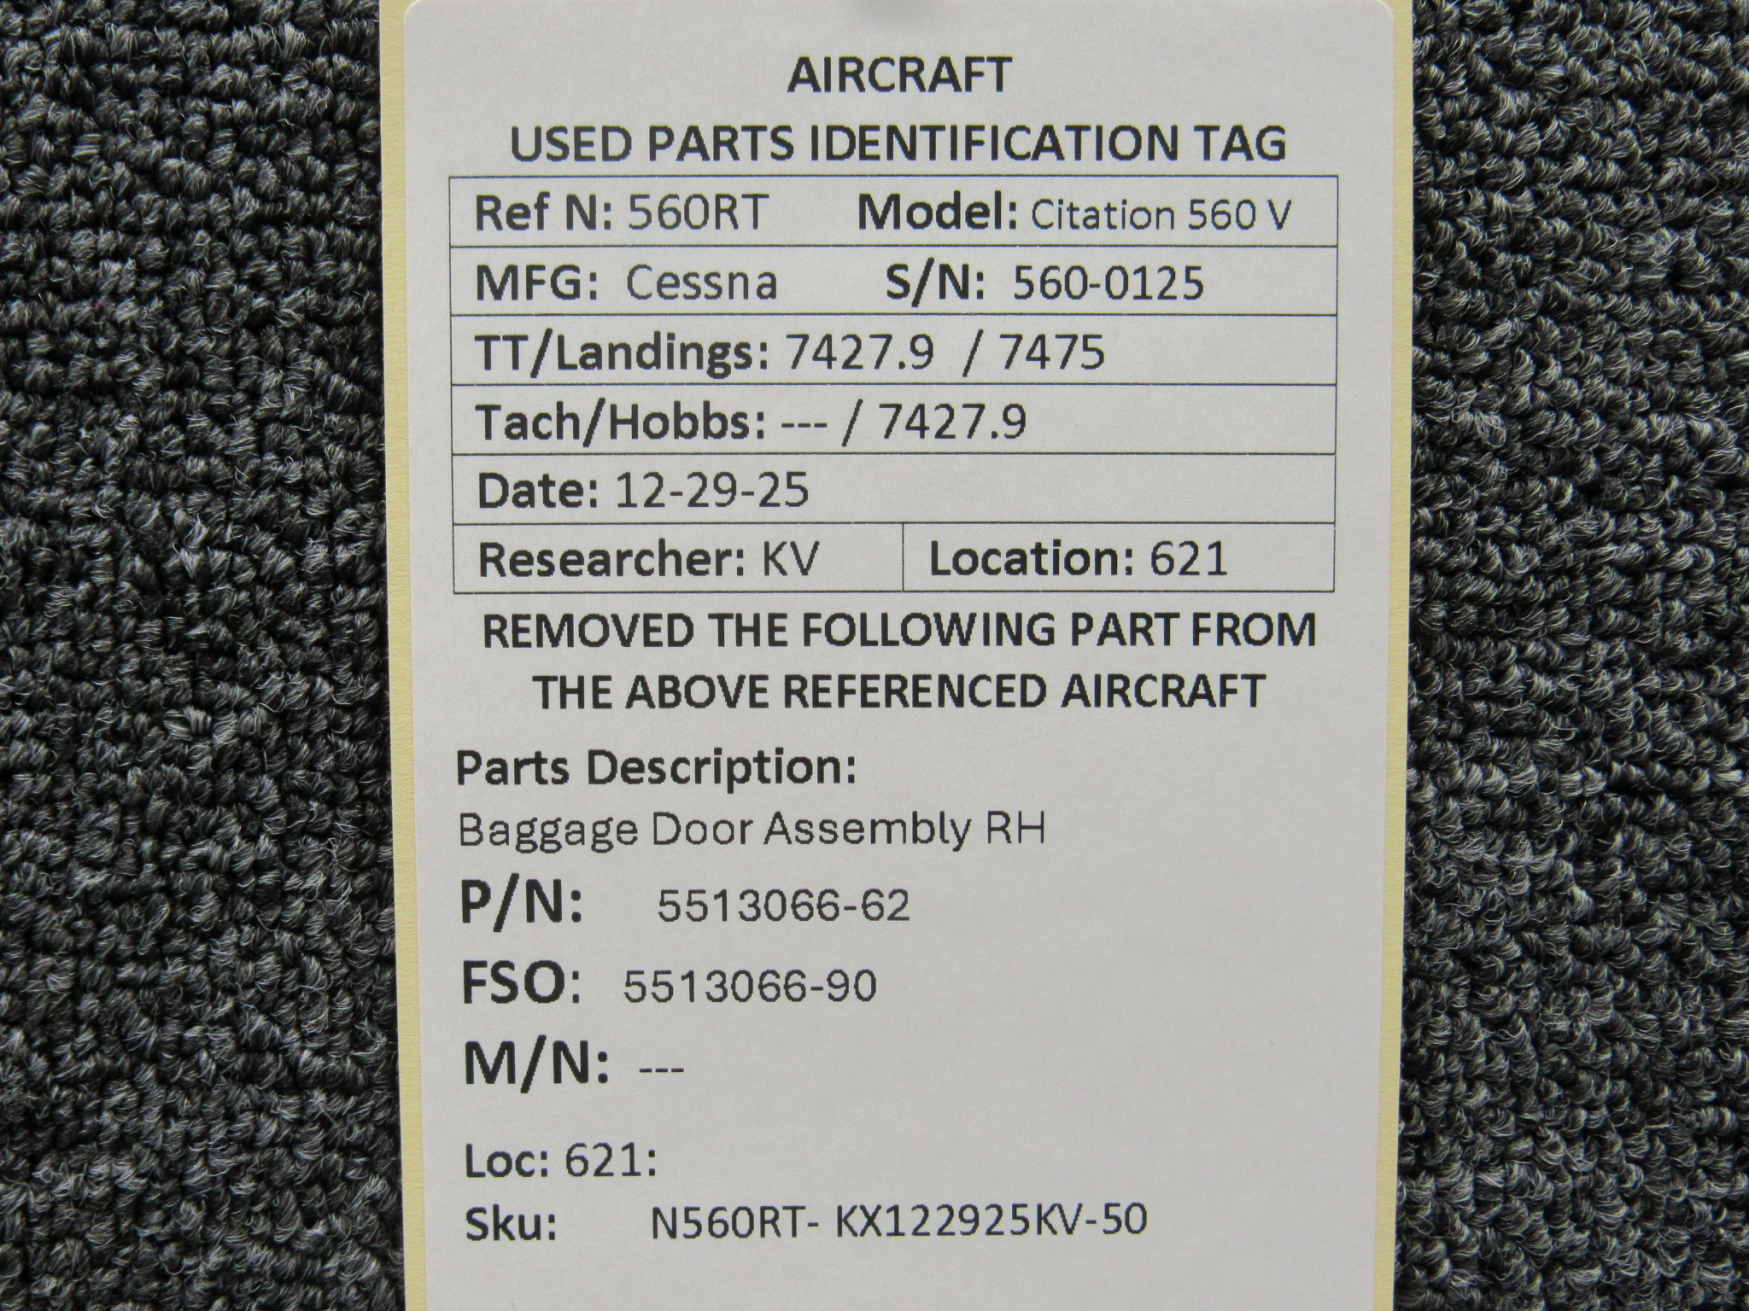 AIRCRAFT
USED PARTS IDENTIFICATION TAG
Ref N: 560RT Model: Citation 560 V
MFG: Cessna S/N: 560-0125
TT/Landings: 7427.9 / 7475
Tach/Hobbs: --- / 7427.9
Date: 12-29-25
Researcher: KV Location: 621
REMOVED THE FOLLOWING PART FROM
THE ABOVE REFERENCED AIRCRAFT
Parts Description:
Baggage Door Assembly RH
P/N: 5513066-62
FSO: 5513066-90
M/N: ---
Loc: 621:
Sku: N560RT- KX122925KV-50